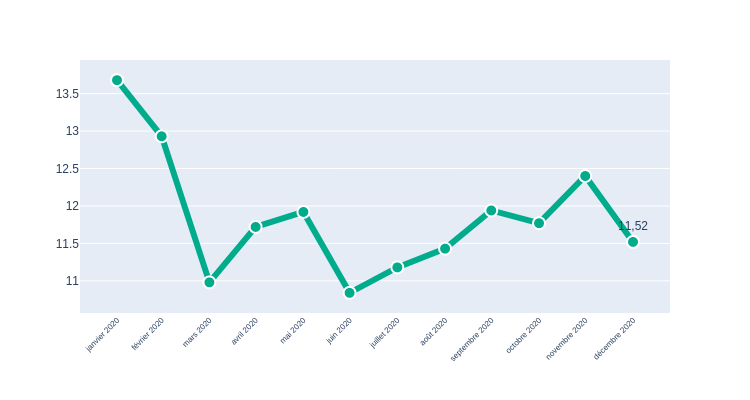 13.5
13
12.5
12
11.5
11
11,52
janvier 2020
février 2020
mars 2020
avril 2020
mai 2020
juin 2020
juillet 2020
août 2020
septembre 2020
octobre 2020
novembre 2020
décembre 2020